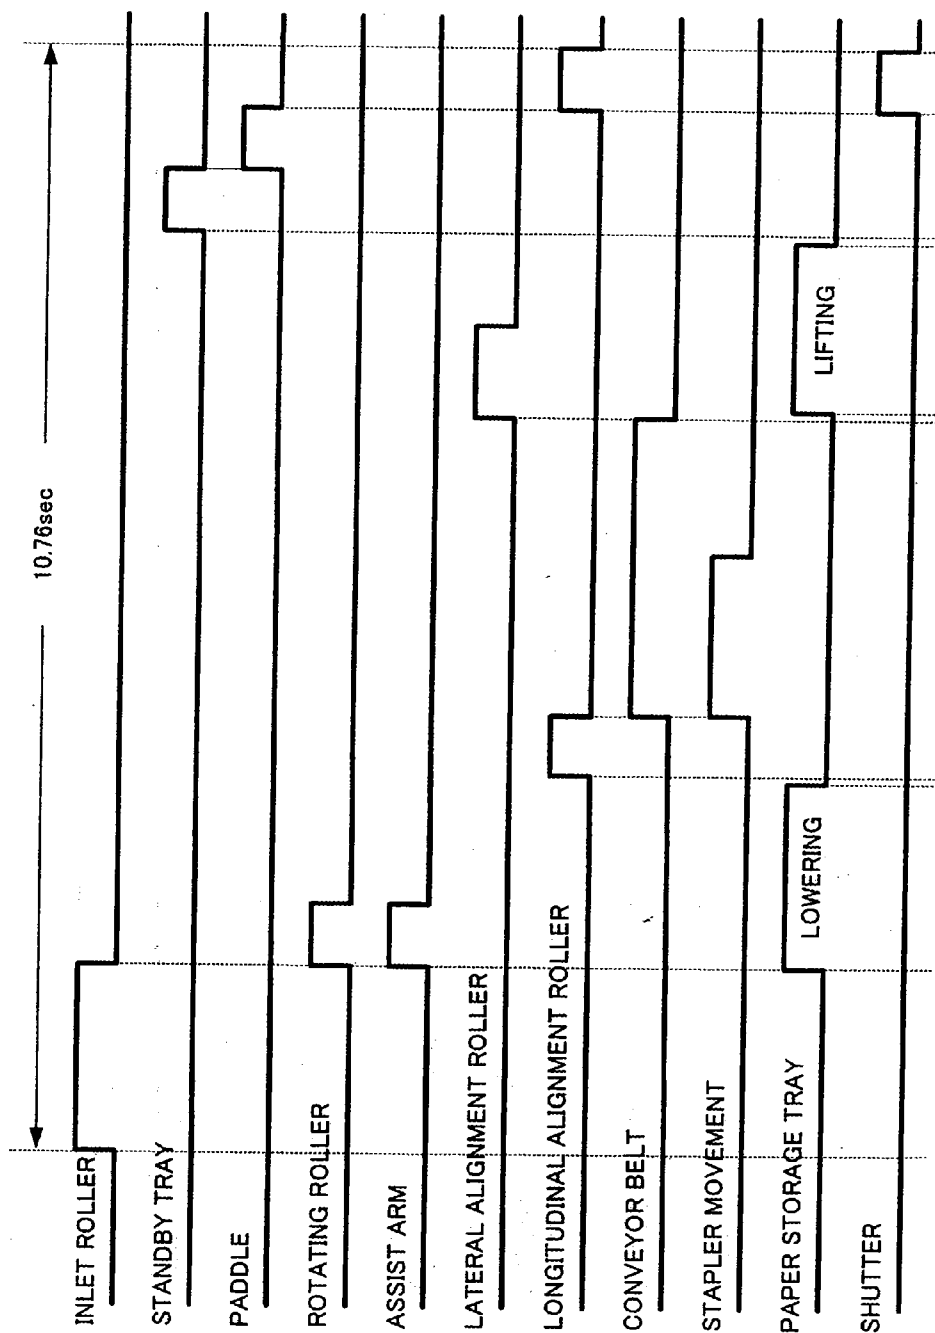 10.76sec
INLET ROLLER
STANDBY TRAY
PADDLE
ROTATING ROLLER
ASSIST ARM
LATERAL ALIGNMENT ROLLER
LONGITUDINAL ALIGNMENT ROLLER
CONVEYOR BELT
STAPLER MOVEMENT
PAPER STORAGE TRAY
LOWERING
LIFTING
SHUTTER